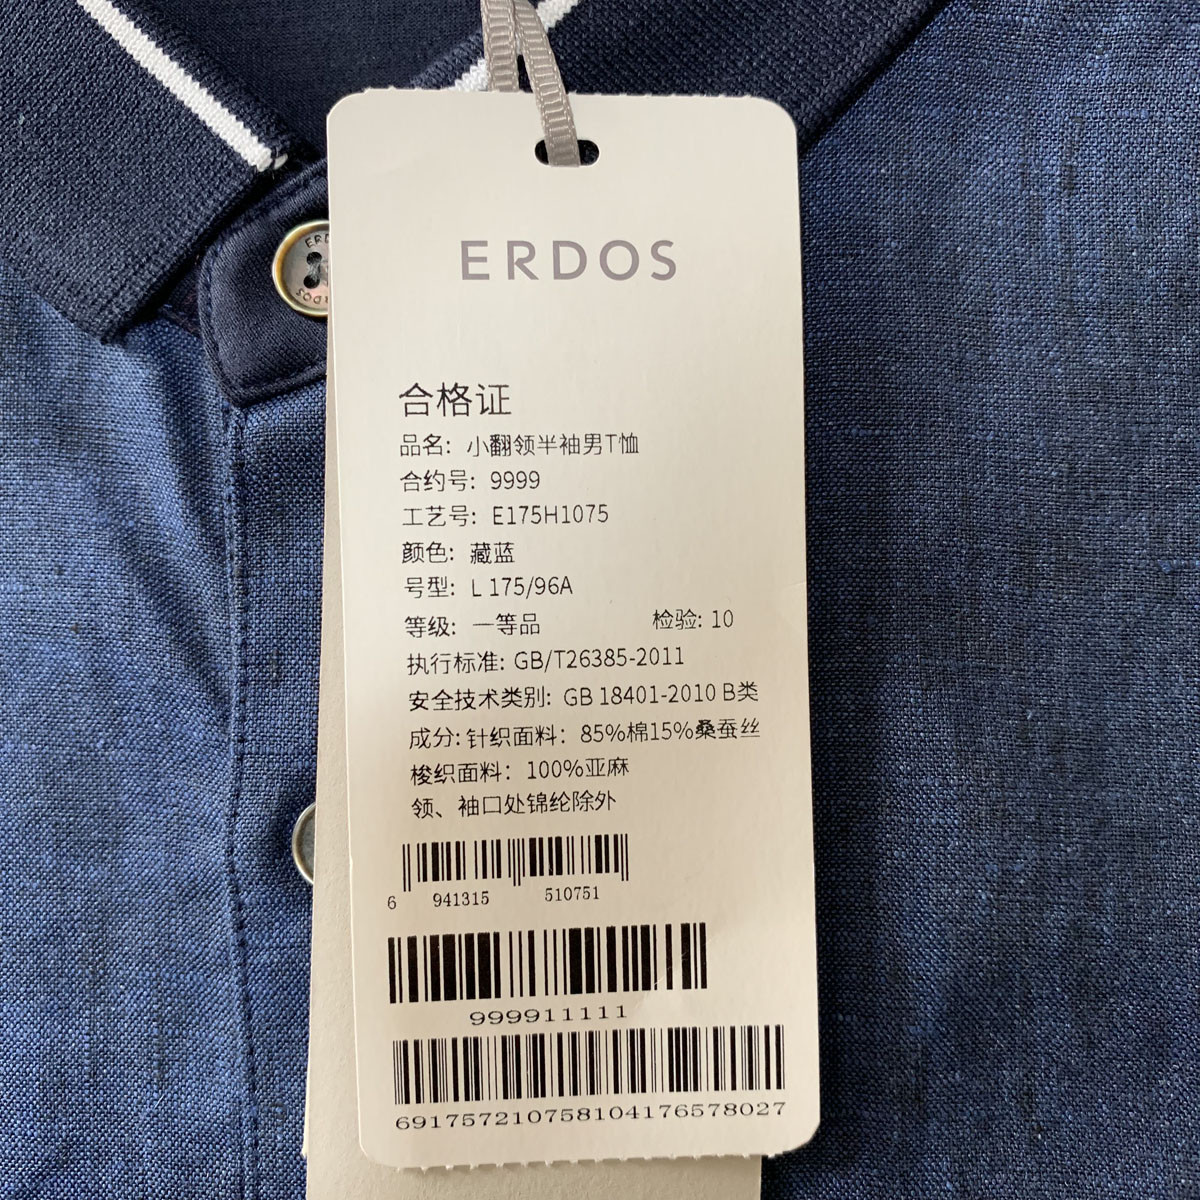 ERDOS
合格证
品名: 小翻领半袖男T恤
合约号: 9999
工艺号: E175H1075
颜色: 藏蓝
号型: L 175/96A
等级: 一等品 检验: 10
执行标准: GB/T26385-2011
安全技术类别: GB 18401-2010 B类
成分: 针织面料: 85%棉15%桑蚕丝
梭织面料: 100%亚麻
领、袖口处锦纶除外
6 941315 510751
999911111
6917572107581041765780​27